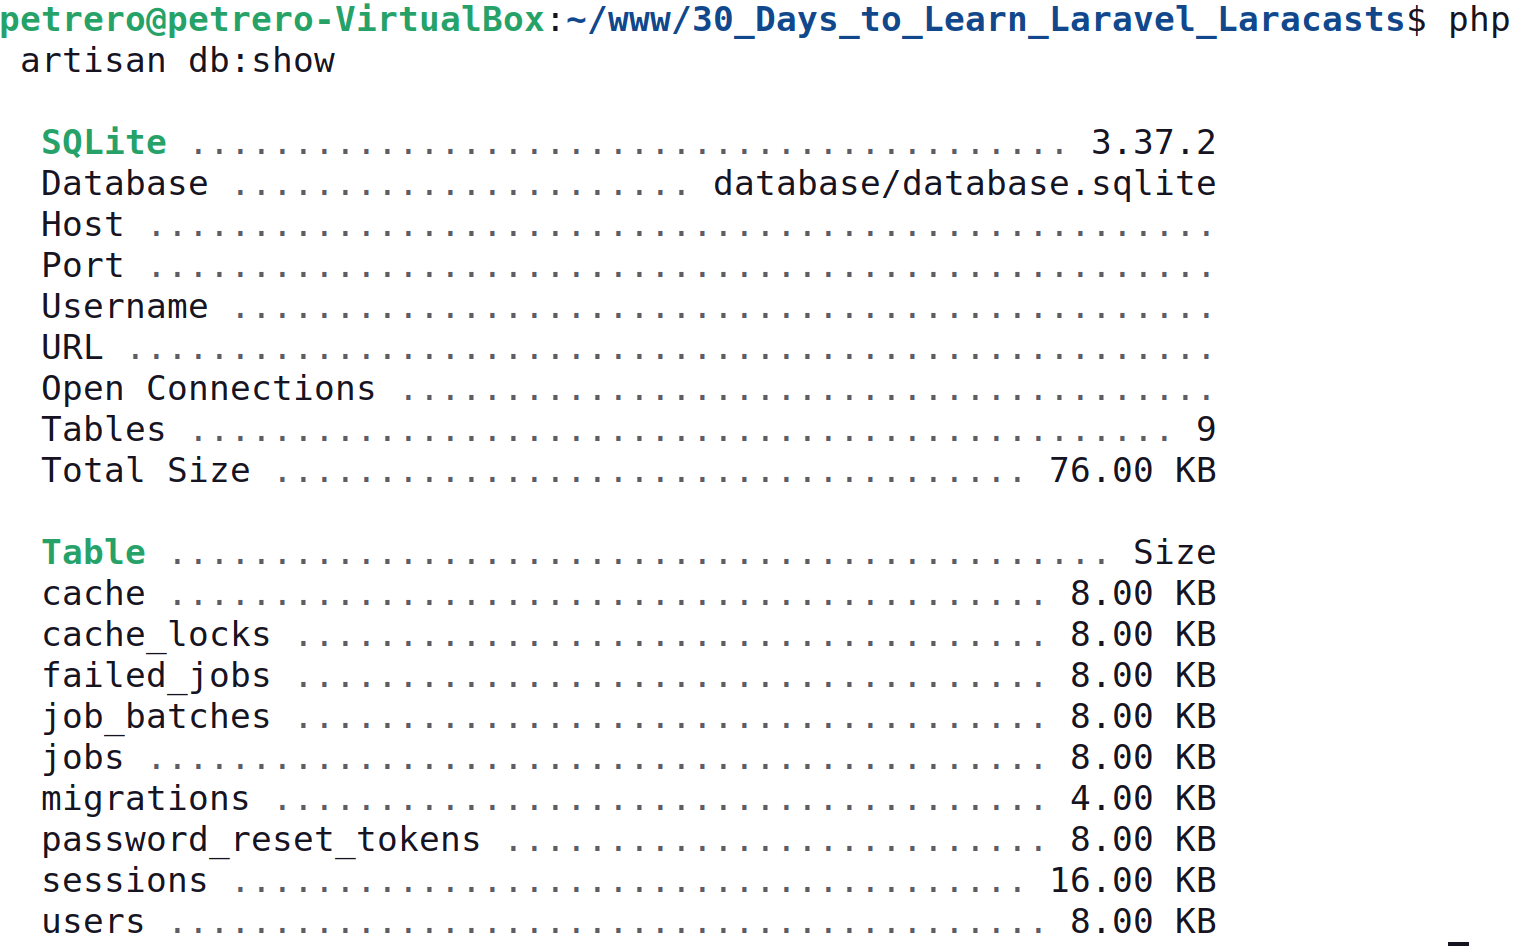 petrero@petrero-VirtualBox:~/www/30_Days_to_Learn_Laravel_Laracasts$ php
artisan db:show
SQLite .......................................... 3.37.2
Database ...................... database/database.sqlite
Host ...................................................
Port ...................................................
Username ...............................................
URL ....................................................
Open Connections .......................................
Tables ............................................... 9
Total Size .................................... 76.00 KB
Table ............................................. Size
cache .......................................... 8.00 KB
cache_locks .................................... 8.00 KB
failed_jobs .................................... 8.00 KB
job_batches .................................... 8.00 KB
jobs ........................................... 8.00 KB
migrations ..................................... 4.00 KB
password_reset_tokens .......................... 8.00 KB
sessions ...................................... 16.00 KB
users .......................................... 8.00 KB